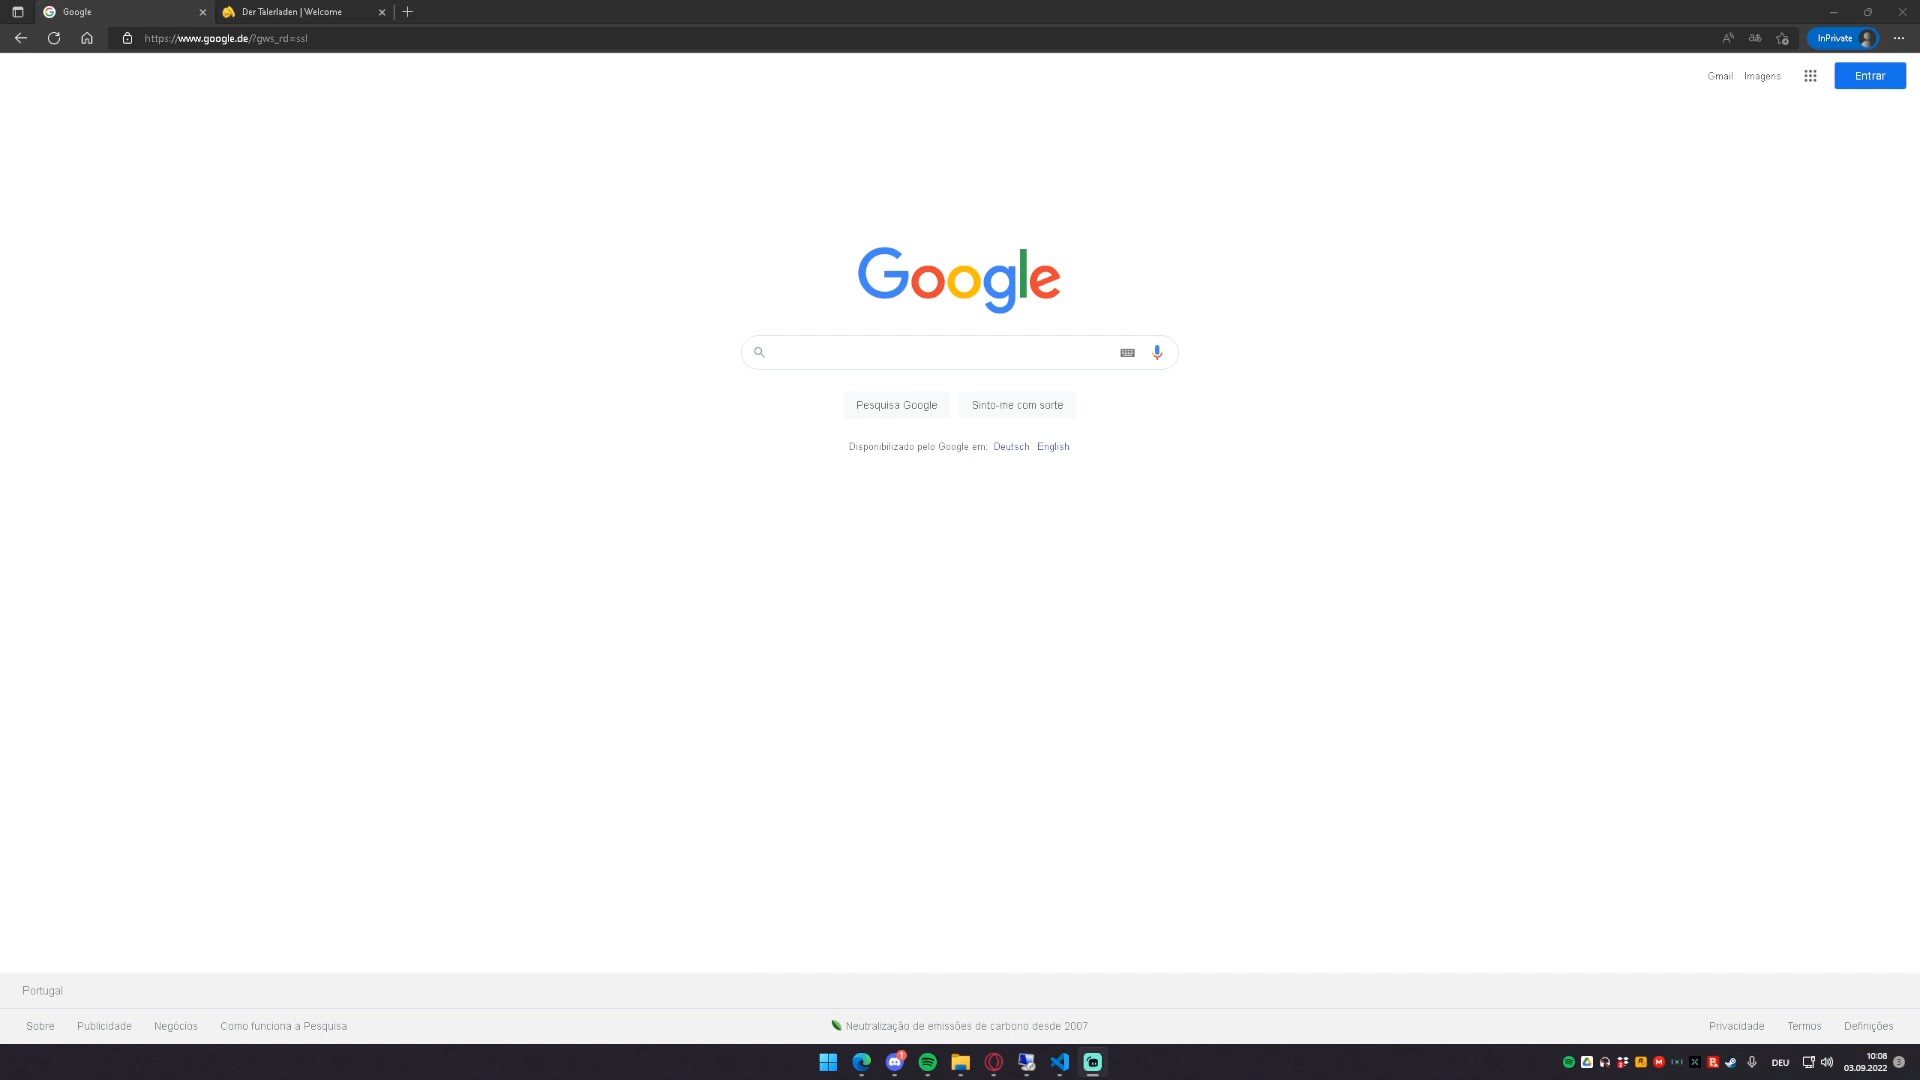 Google
Der Talerladen | Welcome
https://www.google.de/?gws_rd=ssl
InPrivate
Gmail
Imagens
Entrar
Google
Pesquisa Google
Sinto-me com sorte
Disponibilizado pelo Google em: Deutsch English
Portugal
Sobre
Publicidade
Negócios
Como funciona a Pesquisa
Neutralização de emissões de carbono desde 2007
Privacidade
Termos
Definições
1
DEU
10:08
03.09.2022
3